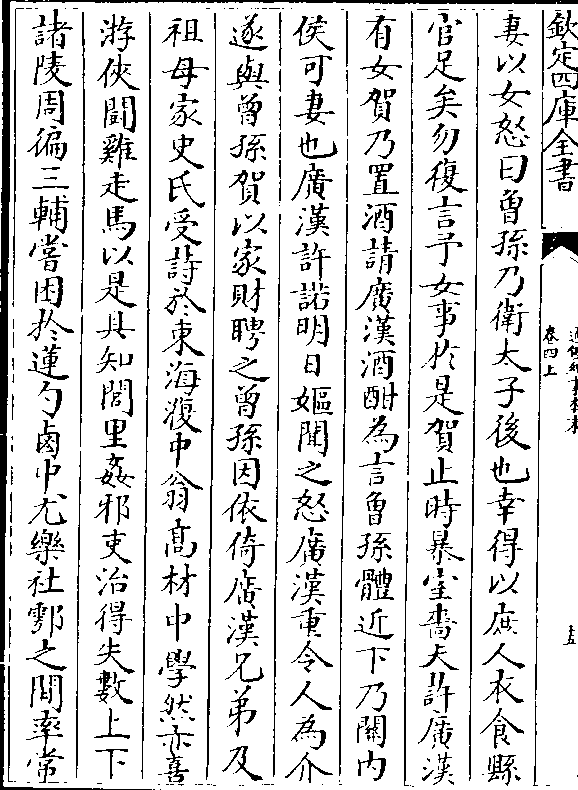 欽定四庫全書
卷四上
妻以女怒曰曾孫乃衛太子後也幸得以庶人衣食縣
官足矣勿復言予女事於是賀止時暴室嗇夫許廣漢
有女賀乃置酒請廣漢酒酣為言曾孫體近下乃關内
侯可妻也廣漢許諾明日嫗聞之怒廣漢重令人為介
遂與曾孫賀以家財聘之曾孫因依倚廣漢兄弟及
祖母家史氏受詩於東海澓中翁高材中學然亦喜
游俠鬭雞走馬以是具知閭里姦邪吏治得失數上下
諸陵周徧三輔嘗困於蓮勺鹵中尤樂杜鄠之間率常